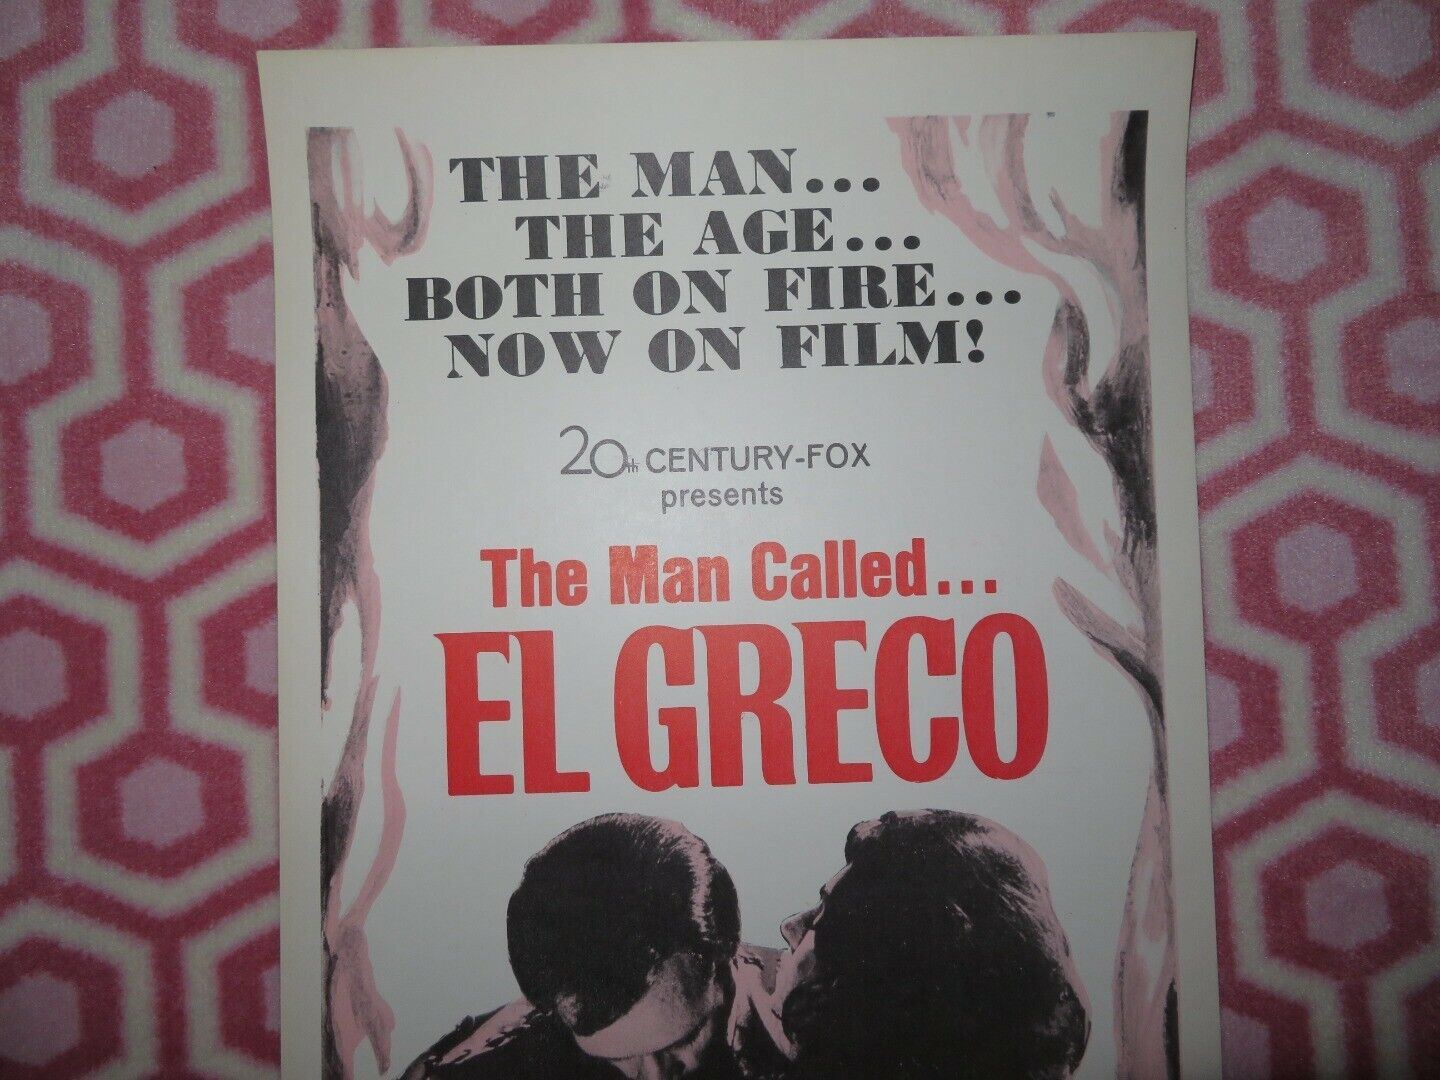 THE MAN...
THE AGE...
BOTH ON FIRE...
NOW ON FILM!
20th CENTURY-FOX
presents
The Man Called...
EL GRECO